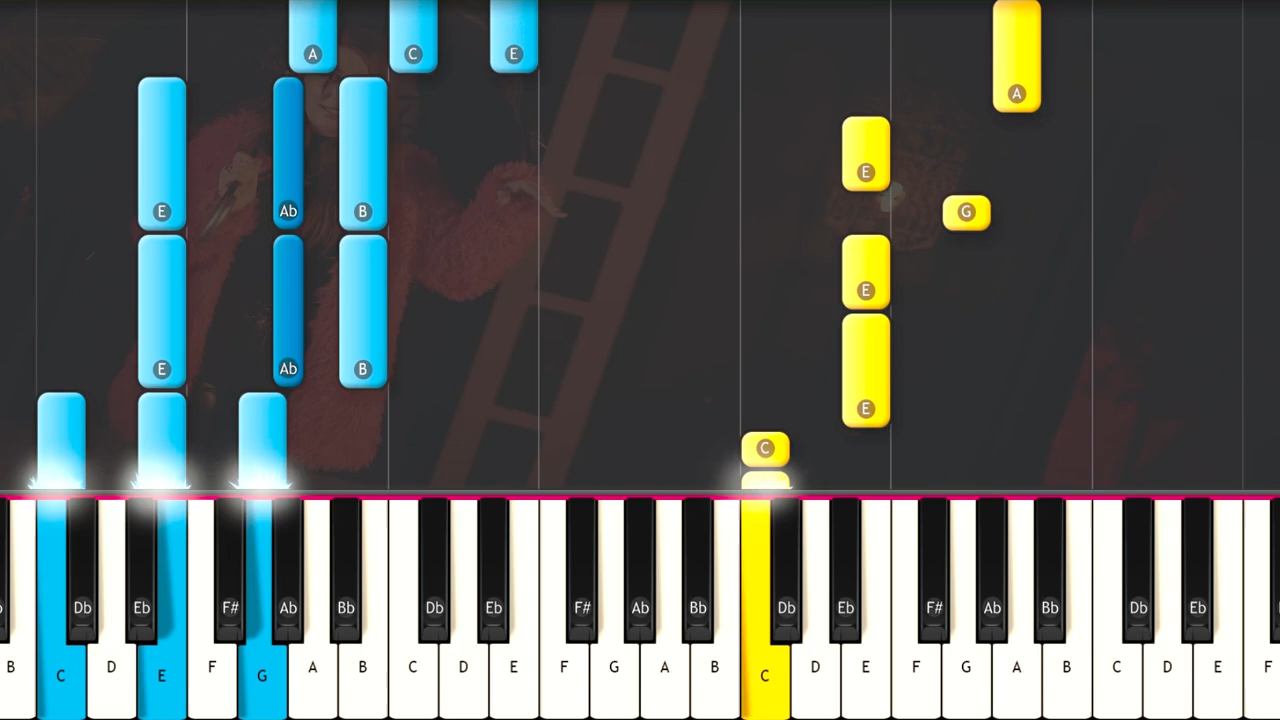 A C E
A
E
E Ab B G
E
E Ab B
E
C
Db Eb F# Ab Bb Db Eb F# Ab Bb Db Eb F# Ab Bb Db Eb
B C D E F G A B C D E F G A B C D E F G A B C D E F